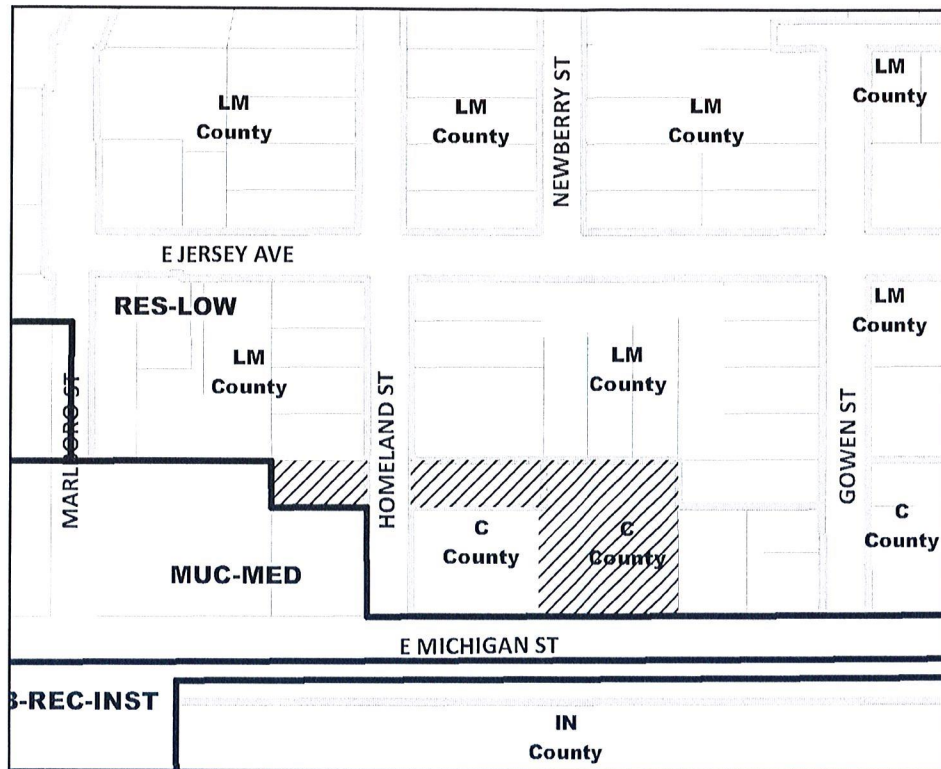 LM
County
LM
County
NEWBERRY ST
LM
County
LM
County
E JERSEY AVE
RES-LOW
LM
County
LM
County
LM
County
MARLBORO ST
HOMELAND ST
GOWEN ST
C
County
C
County
C
County
MUC-MED
E MICHIGAN ST
-REC-INST
IN
County